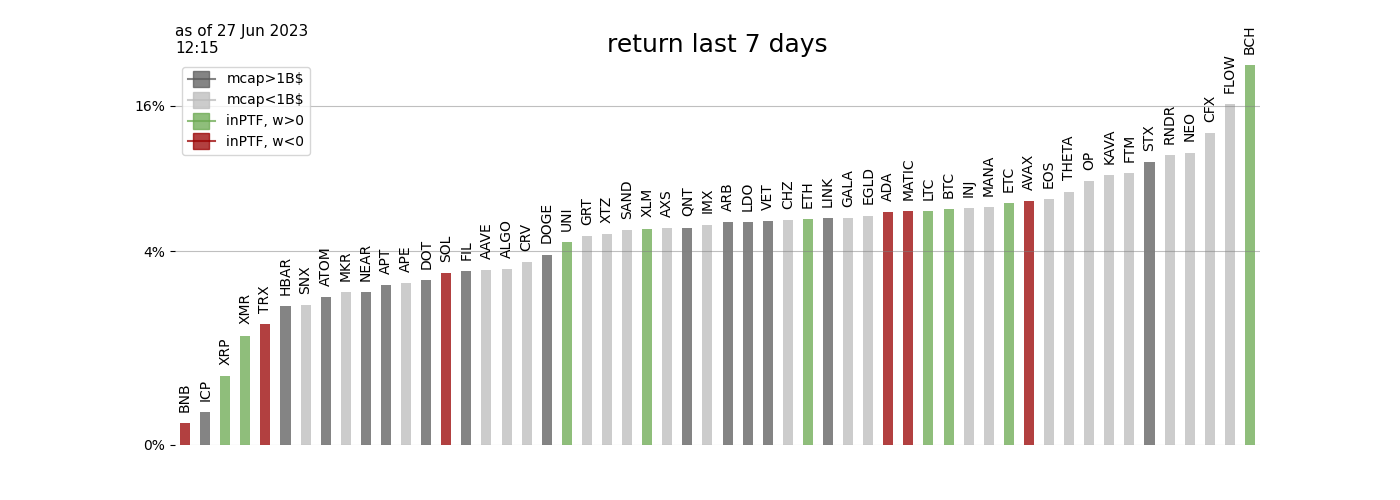 as of 27 Jun 2023
12:15
return last 7 days
mcap>1B$
mcap<1B$
inPTF, w>0
inPTF, w<0
16%
4%
0%
BNB
ICP
XRP
XMR
TRX
HBAR
SNX
ATOM
MKR
NEAR
APT
APE
DOT
SOL
FIL
AAVE
ALGO
CRV
DOGE
UNI
GRT
XTZ
SAND
XLM
AXS
QNT
IMX
ARB
LDO
VET
CHZ
ETH
LINK
GALA
EGLD
ADA
MATIC
LTC
BTC
INJ
MANA
ETC
AVAX
EOS
THETA
OP
KAVA
FTM
STX
RNDR
NEO
CFX
FLOW
BCH